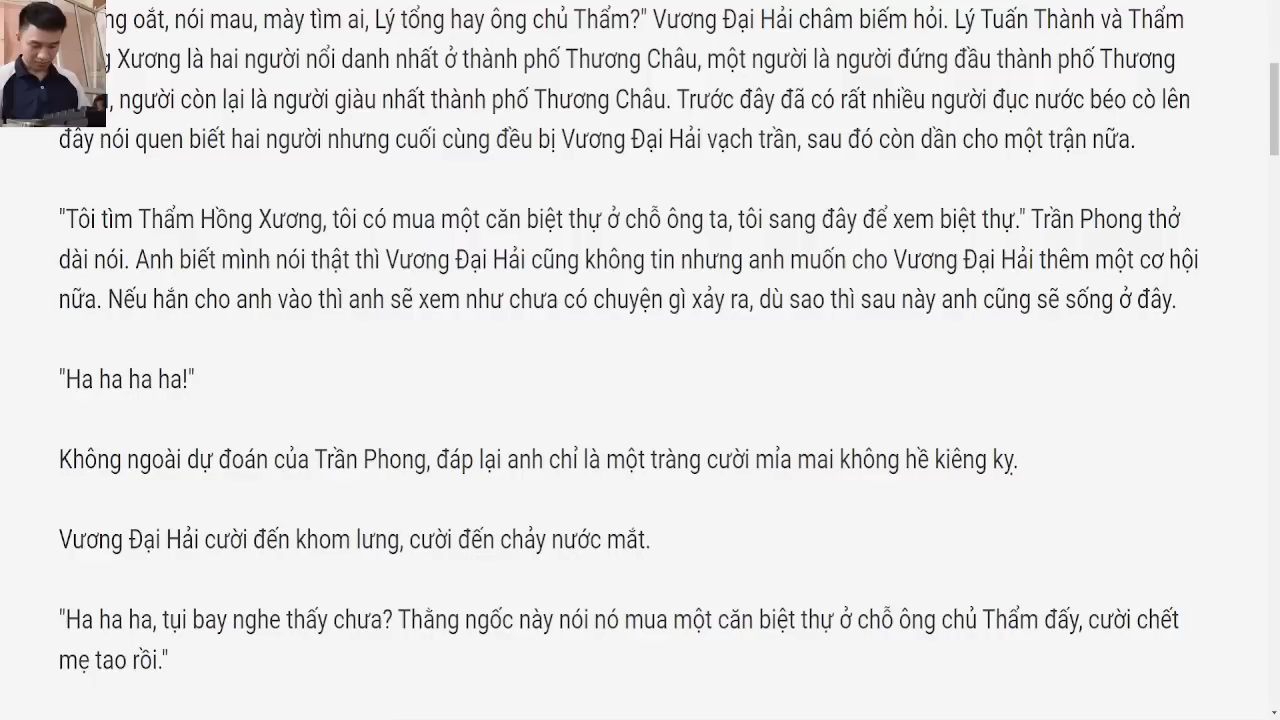 oắt, nói mau, mày tìm ai, Lý tổng hay ông chủ Thẩm?" Vương Đại Hải châm biếm hỏi. Lý Tuấn Thành và Thẩm
Xương là hai người nổi danh nhất ở thành phố Thương Châu, một người là người đứng đầu thành phố Thương
, người còn lại là người giàu nhất thành phố Thương Châu. Trước đây đã có rất nhiều người đục nước béo cò lên
đây nói quen biết hai người nhưng cuối cùng đều bị Vương Đại Hải vạch trần, sau đó còn dần cho một trận nữa.
"Tôi tìm Thẩm Hồng Xương, tôi có mua một căn biệt thự ở chỗ ông ta, tôi sang đây để xem biệt thự." Trần Phong thở
dài nói. Anh biết mình nói thật thì Vương Đại Hải cũng không tin nhưng anh muốn cho Vương Đại Hải thêm một cơ hội
nữa. Nếu hắn cho anh vào thì anh sẽ xem như chưa có chuyện gì xảy ra, dù sao thì sau này anh cũng sẽ sống ở đây.
"Ha ha ha ha!"
Không ngoài dự đoán của Trần Phong, đáp lại anh chỉ là một tràng cười mỉa mai không hề kiêng kỵ.
Vương Đại Hải cười đến khom lưng, cười đến chảy nước mắt.
"Ha ha ha, tụi bay nghe thấy chưa? Thằng ngốc này nói nó mua một căn biệt thự ở chỗ ông chủ Thẩm đấy, cười chết
mẹ tao rồi."